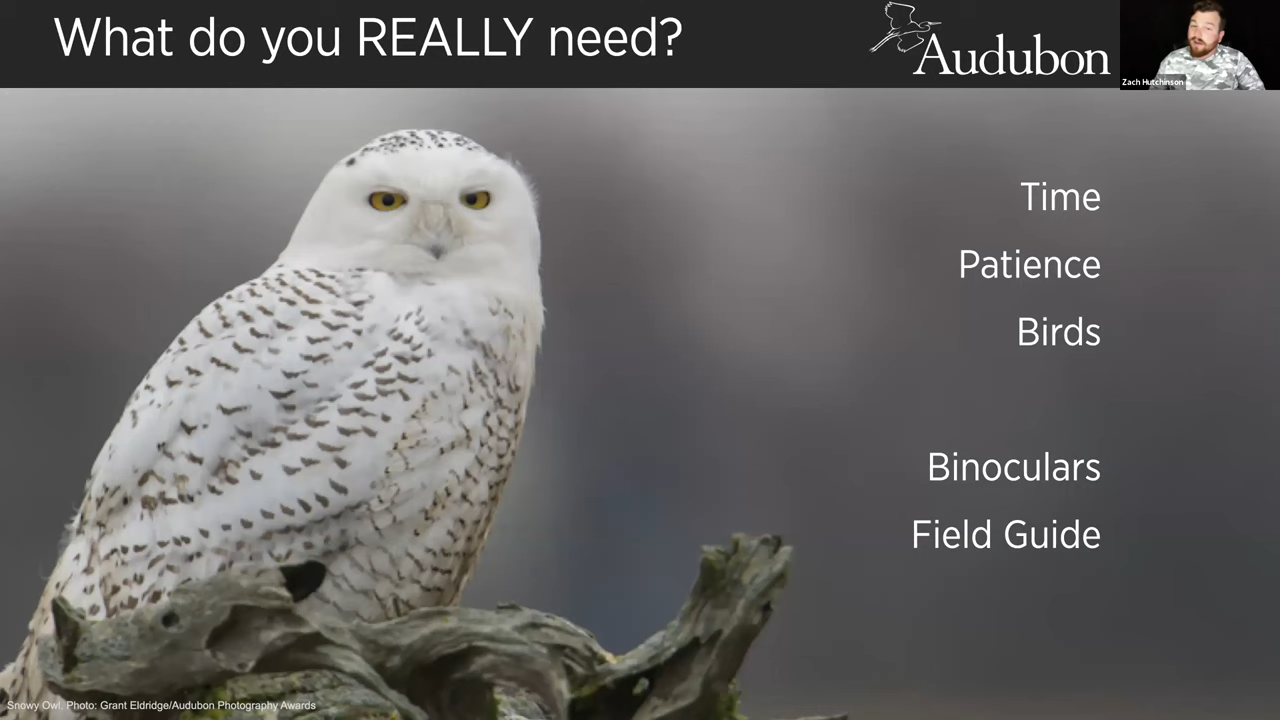 What do you REALLY need?
Audubon
Zach Hutchinson
Time
Patience
Birds
Binoculars
Field Guide
Snowy Owl. Photo: Grant Eldridge/Audubon Photography Awards